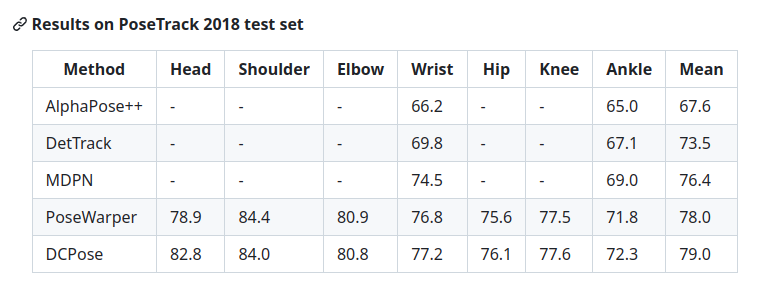 Results on PoseTrack 2018 test set
Method Head Shoulder Elbow Wrist Hip Knee Ankle Mean
AlphaPose++ - - - 66.2 - - 65.0 67.6
DetTrack - - - 69.8 - - 67.1 73.5
MDPN - - - 74.5 - - 69.0 76.4
PoseWarper 78.9 84.4 80.9 76.8 75.6 77.5 71.8 78.0
DCPose 82.8 84.0 80.8 77.2 76.1 77.6 72.3 79.0